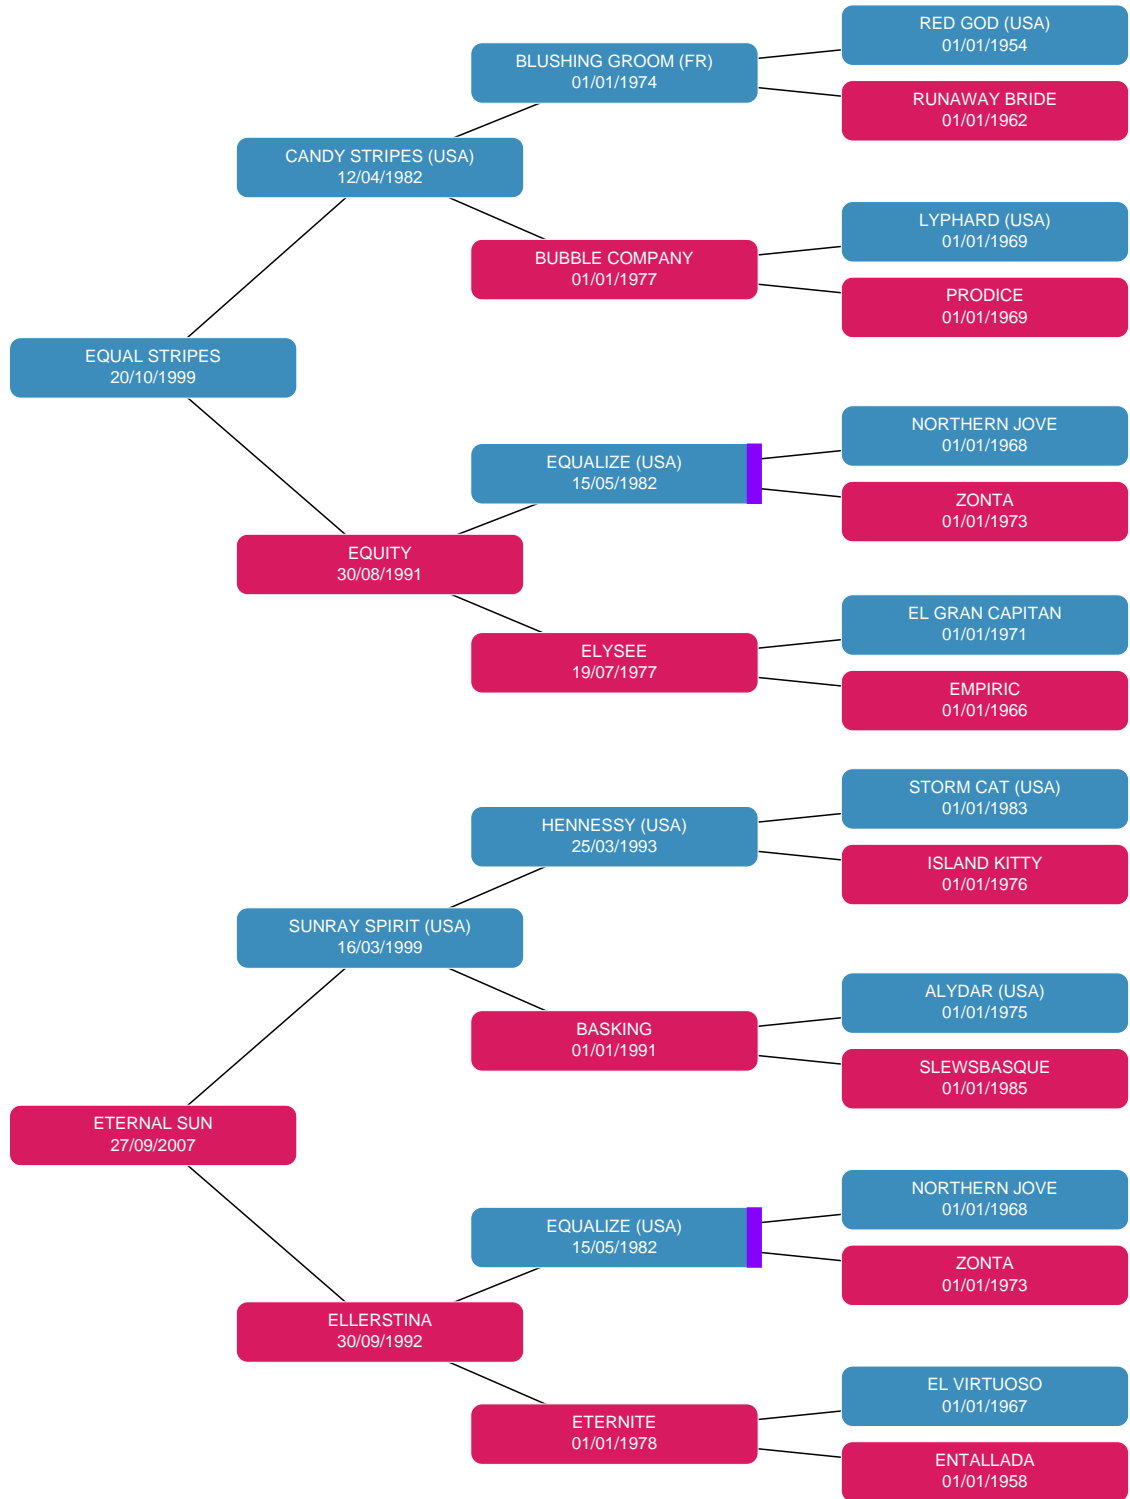 RED GOD (USA)
01/01/1954
BLUSHING GROOM (FR)
01/01/1974
RUNAWAY BRIDE
01/01/1962
CANDY STRIPES (USA)
12/04/1982
LYPHARD (USA)
01/01/1969
BUBBLE COMPANY
01/01/1977
PRODICE
01/01/1969
EQUAL STRIPES
20/10/1999
NORTHERN JOVE
01/01/1968
EQUALIZE (USA)
15/05/1982
ZONTA
01/01/1973
EQUITY
30/08/1991
EL GRAN CAPITAN
01/01/1971
ELYSEE
19/07/1977
EMPIRIC
01/01/1966
STORM CAT (USA)
01/01/1983
HENNESSY (USA)
25/03/1993
ISLAND KITTY
01/01/1976
SUNRAY SPIRIT (USA)
16/03/1999
ALYDAR (USA)
01/01/1975
BASKING
01/01/1991
SLEWSBASQUE
01/01/1985
ETERNAL SUN
27/09/2007
NORTHERN JOVE
01/01/1968
EQUALIZE (USA)
15/05/1982
ZONTA
01/01/1973
ELLERSTINA
30/09/1992
EL VIRTUOSO
01/01/1967
ETERNITE
01/01/1978
ENTALLADA
01/01/1958